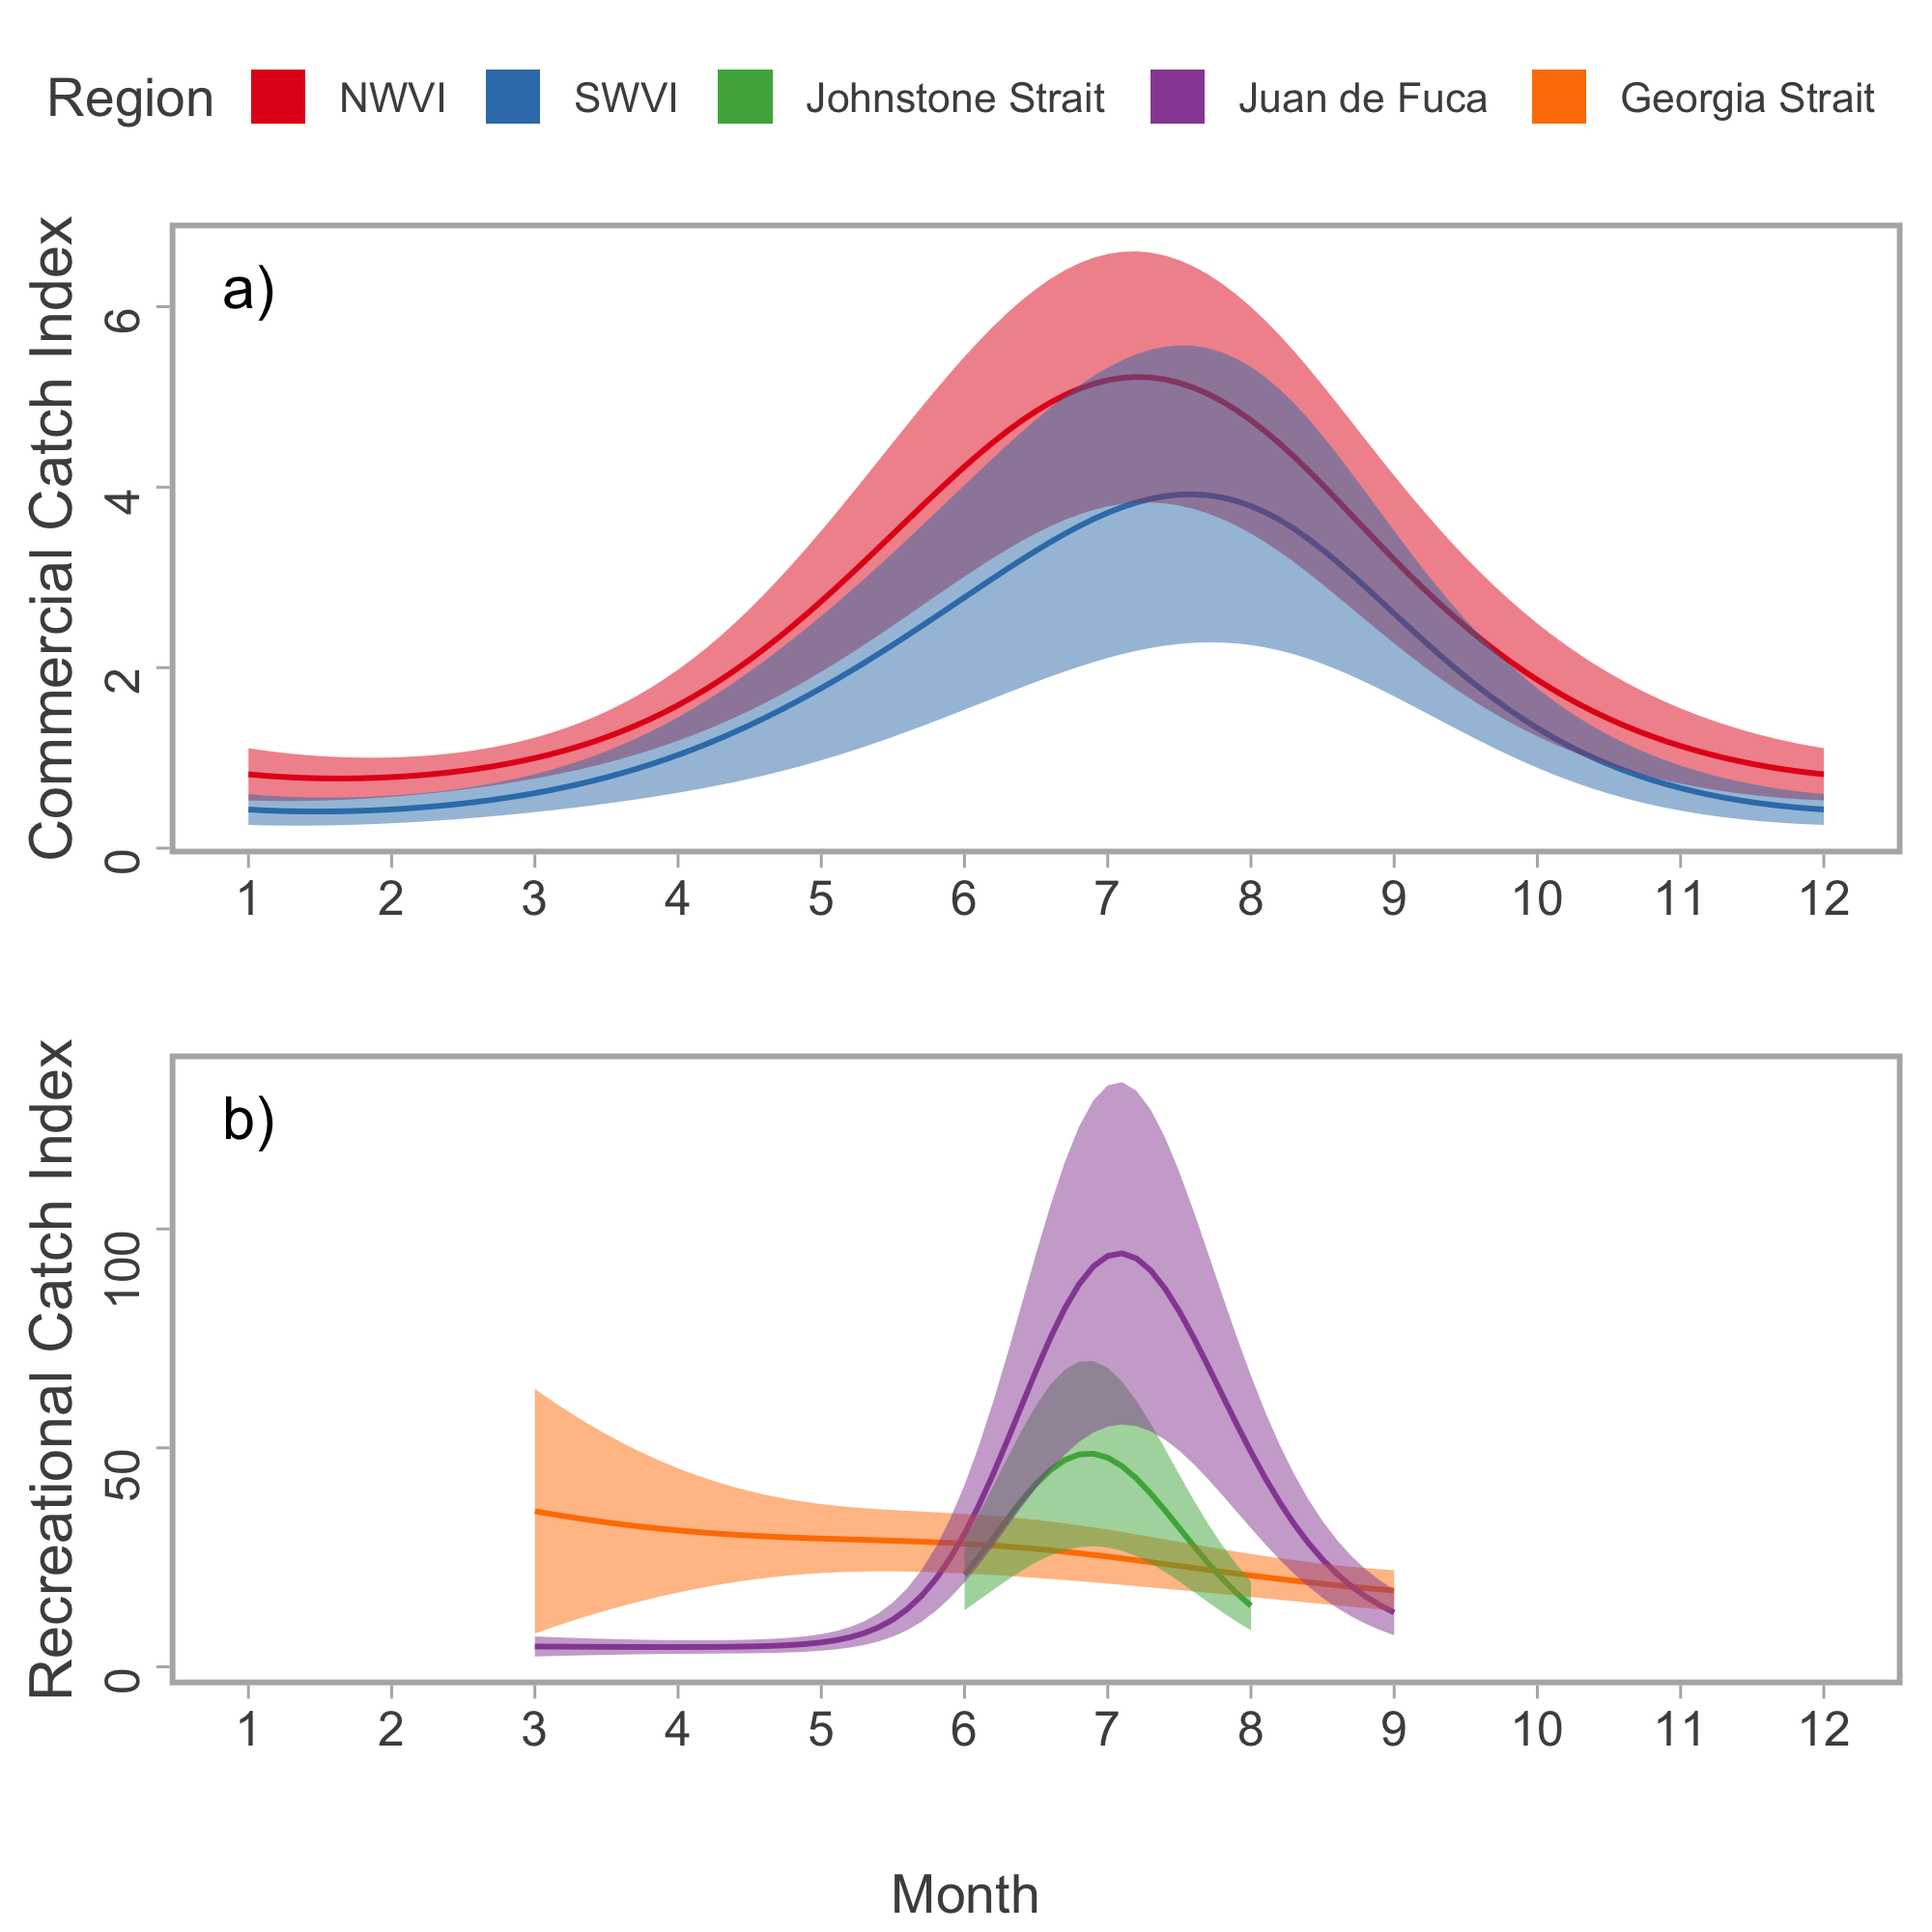 Region NWVI SWVI Johnstone Strait Juan de Fuca Georgia Strait
Commercial Catch Index
a)
6
4
2
0
1 2 3 4 5 6 7 8 9 10 11 12
Recreational Catch Index
b)
100
50
0
1 2 3 4 5 6 7 8 9 10 11 12
Month